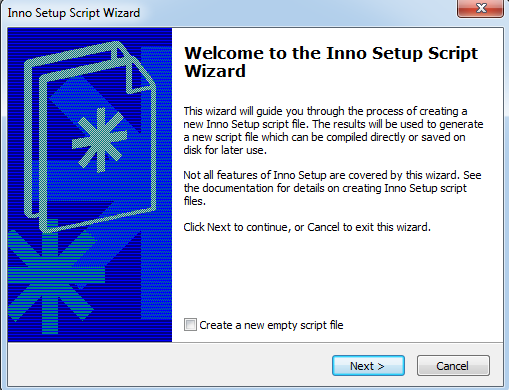 Inno Setup Script Wizard
Welcome to the Inno Setup Script
Wizard
This wizard will guide you through the process of creating a
new Inno Setup script file. The results will be used to generate
a new script file which can be compiled directly or saved on
disk for later use.
Not all features of Inno Setup are covered by this wizard. See
the documentation for details on creating Inno Setup script
files.
Click Next to continue, or Cancel to exit this wizard.
Create a new empty script file
Next >
Cancel